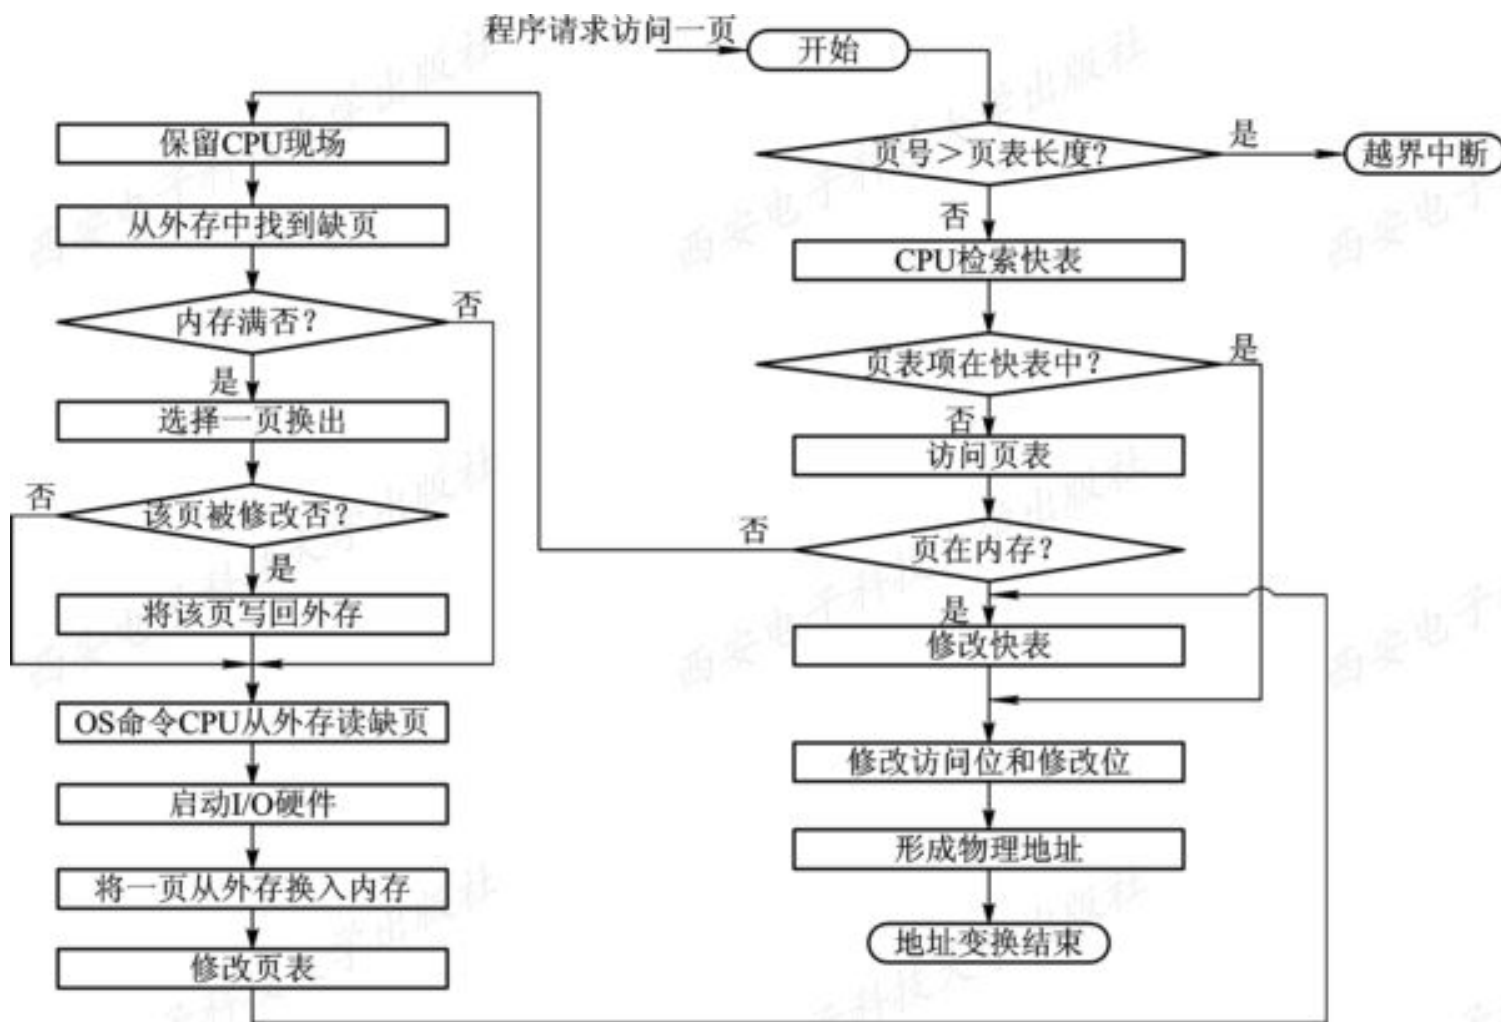 程序请求访问一页
开始
页号＞页表长度?
是
越界中断
否
CPU检索快表
页表项在快表中?
是
否
访问页表
页在内存?
否
是
修改快表
修改访问位和修改位
形成物理地址
地址变换结束
保留CPU现场
从外存中找到缺页
内存满否?
否
是
选择一页换出
该页被修改否?
否
是
将该页写回外存
OS命令CPU从外存读缺页
启动I/O硬件
将一页从外存换入内存
修改页表